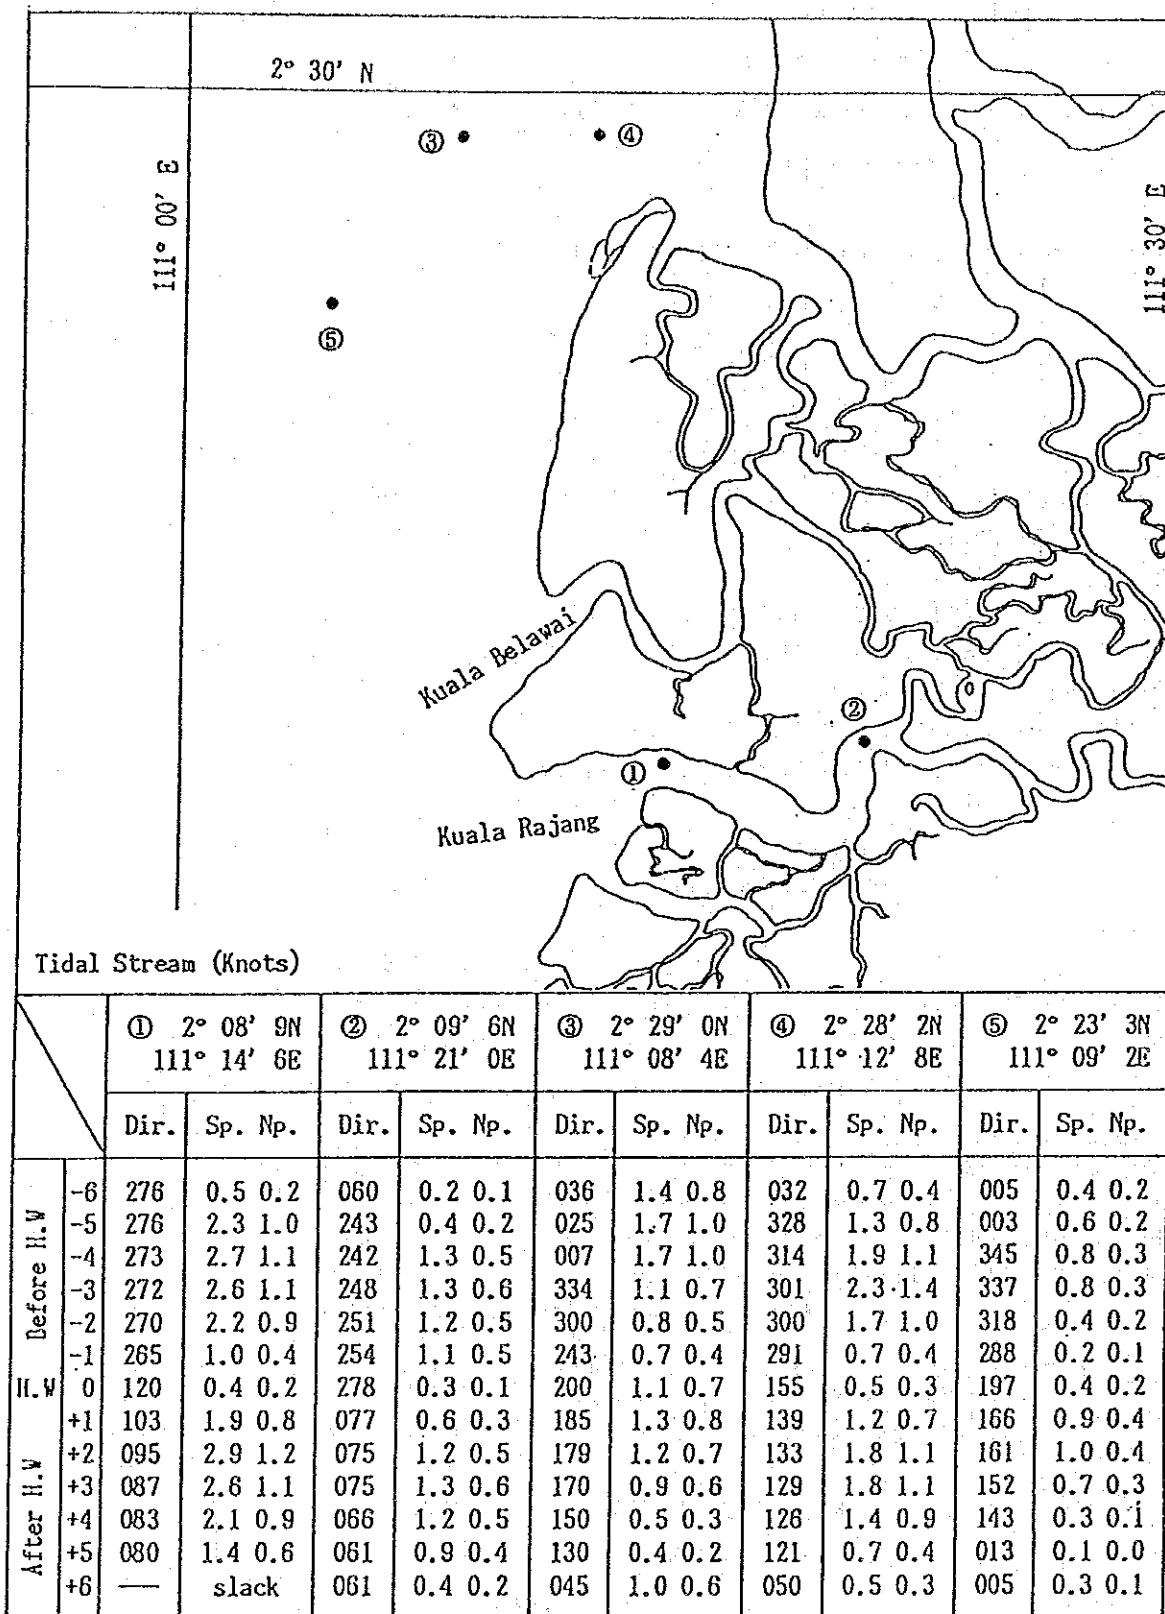 2° 30' N
③ ④
111° 00' E
111° 30' E
⑤
Kuala Belawai
②
①
Kuala Rajang
Tidal Stream (Knots)
① 2° 08' 9N ② 2° 09' 6N ③ 2° 29' 0N ④ 2° 28' 2N ⑤ 2° 23' 3N
111° 14' 6E 111° 21' 0E 111° 08' 4E 111° 12' 8E 111° 09' 2E
Dir. Sp. Np. Dir. Sp. Np. Dir. Sp. Np. Dir. Sp. Np. Dir. Sp. Np.
Before H.W
-6 276 0.5 0.2 060 0.2 0.1 036 1.4 0.8 032 0.7 0.4 005 0.4 0.2
-5 276 2.3 1.0 243 0.4 0.2 025 1.7 1.0 328 1.3 0.8 003 0.6 0.2
-4 273 2.7 1.1 242 1.3 0.5 007 1.7 1.0 314 1.9 1.1 345 0.8 0.3
-3 272 2.6 1.1 248 1.3 0.6 334 1.1 0.7 301 2.3 1.4 337 0.8 0.3
-2 270 2.2 0.9 251 1.2 0.5 300 0.8 0.5 300 1.7 1.0 318 0.4 0.2
-1 265 1.0 0.4 254 1.1 0.5 243 0.7 0.4 291 0.7 0.4 288 0.2 0.1
H.W 0 120 0.4 0.2 278 0.3 0.1 200 1.1 0.7 155 0.5 0.3 197 0.4 0.2
After H.W
+1 103 1.9 0.8 077 0.6 0.3 185 1.3 0.8 139 1.2 0.7 166 0.9 0.4
+2 095 2.9 1.2 075 1.2 0.5 179 1.2 0.7 133 1.8 1.1 161 1.0 0.4
+3 087 2.6 1.1 075 1.3 0.6 170 0.9 0.6 129 1.8 1.1 152 0.7 0.3
+4 083 2.1 0.9 066 1.2 0.5 150 0.5 0.3 126 1.4 0.9 143 0.3 0.1
+5 080 1.4 0.6 061 0.9 0.4 130 0.4 0.2 121 0.7 0.4 013 0.1 0.0
+6 — slack 061 0.4 0.2 045 1.0 0.6 050 0.5 0.3 005 0.3 0.1